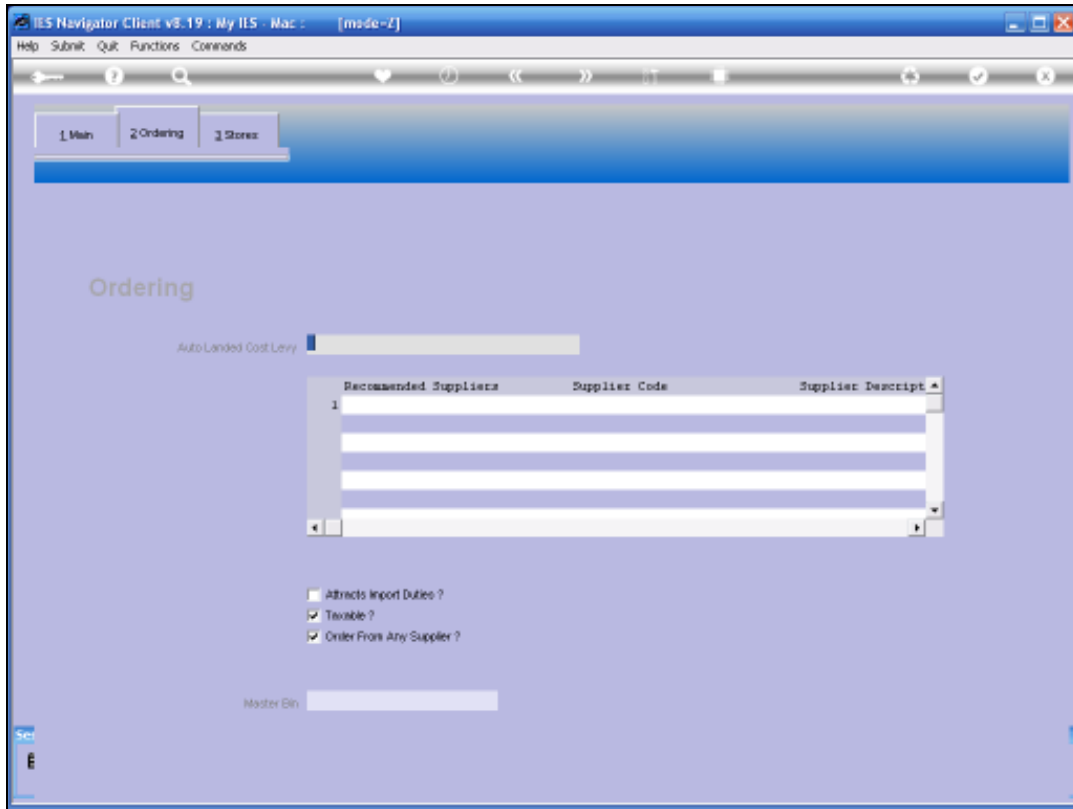 IES Navigator Client v8.19 : My IES - Mac : [mode=Z]
Help Submit Quit Functions Commands
1 Main 2 Ordering 3 Stores
Ordering
Auto Landed Cost Levy
Recommended Suppliers Supplier Code Supplier Descript
1
Attracts Import Duties ?
Taxable ?
Order From Any Supplier ?
Master Bin